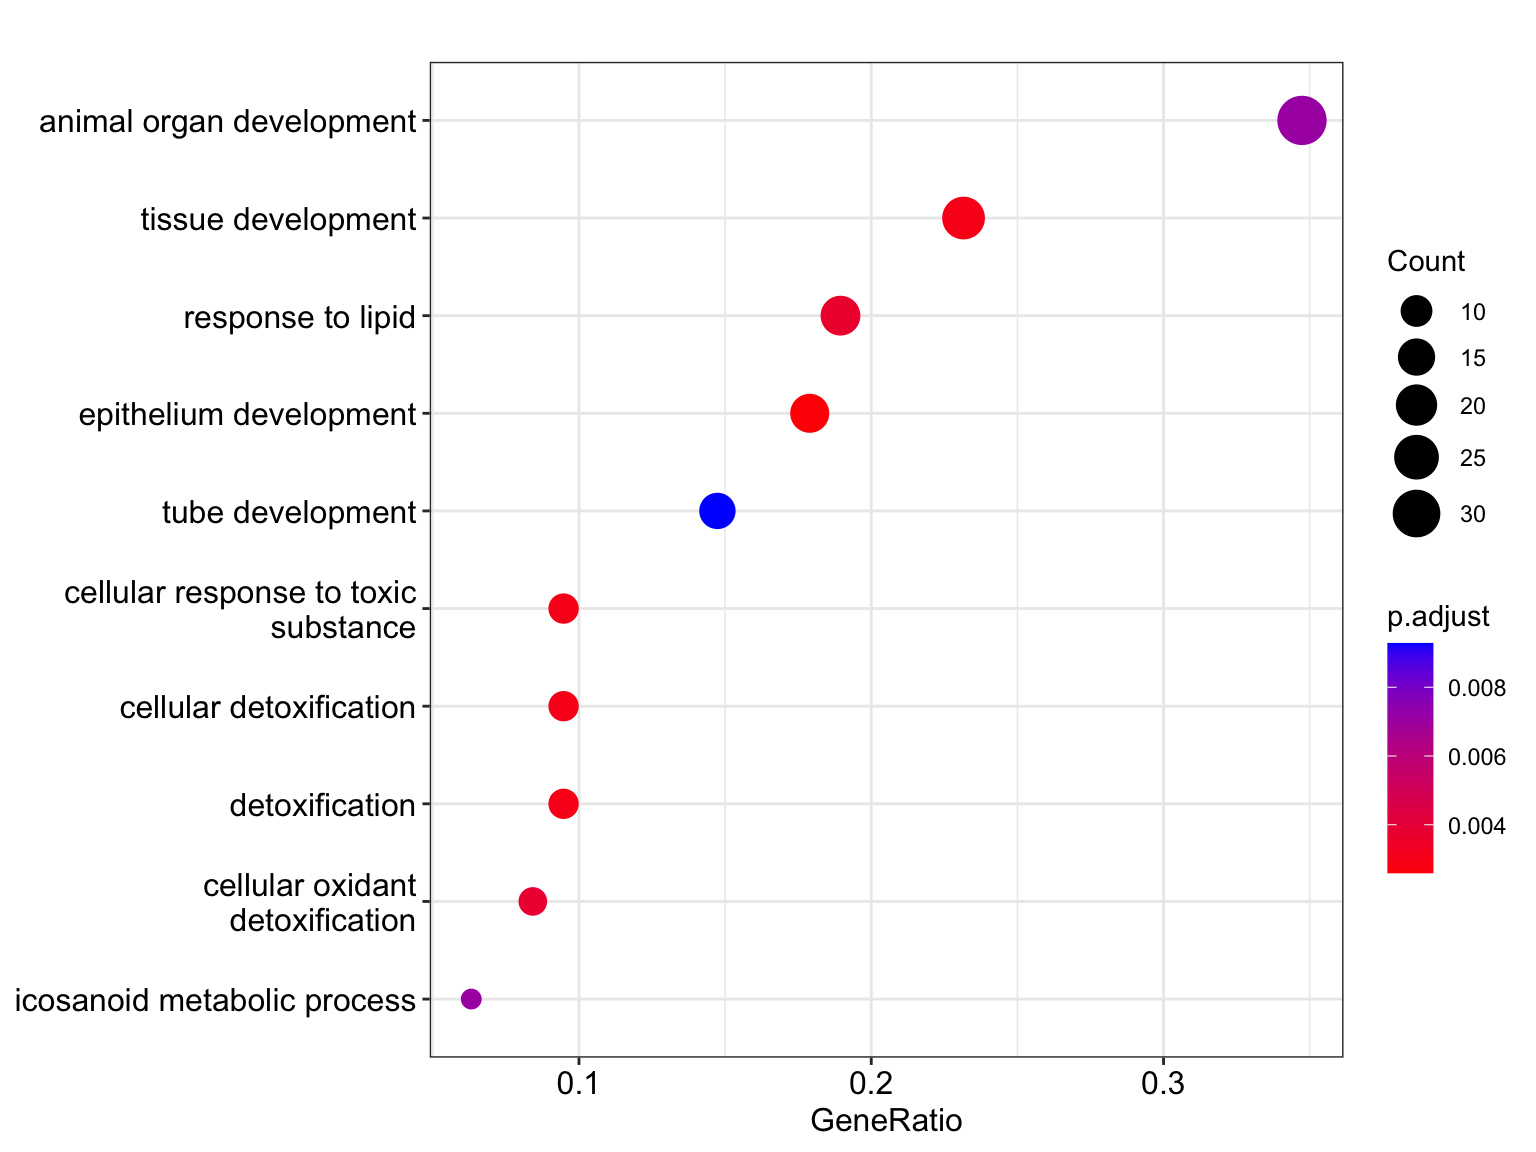 animal organ development
tissue development
response to lipid
epithelium development
tube development
cellular response to toxic
substance
cellular detoxification
detoxification
cellular oxidant
detoxification
icosanoid metabolic process
0.1
0.2
0.3
GeneRatio
Count
10
15
20
25
30
p.adjust
0.008
0.006
0.004